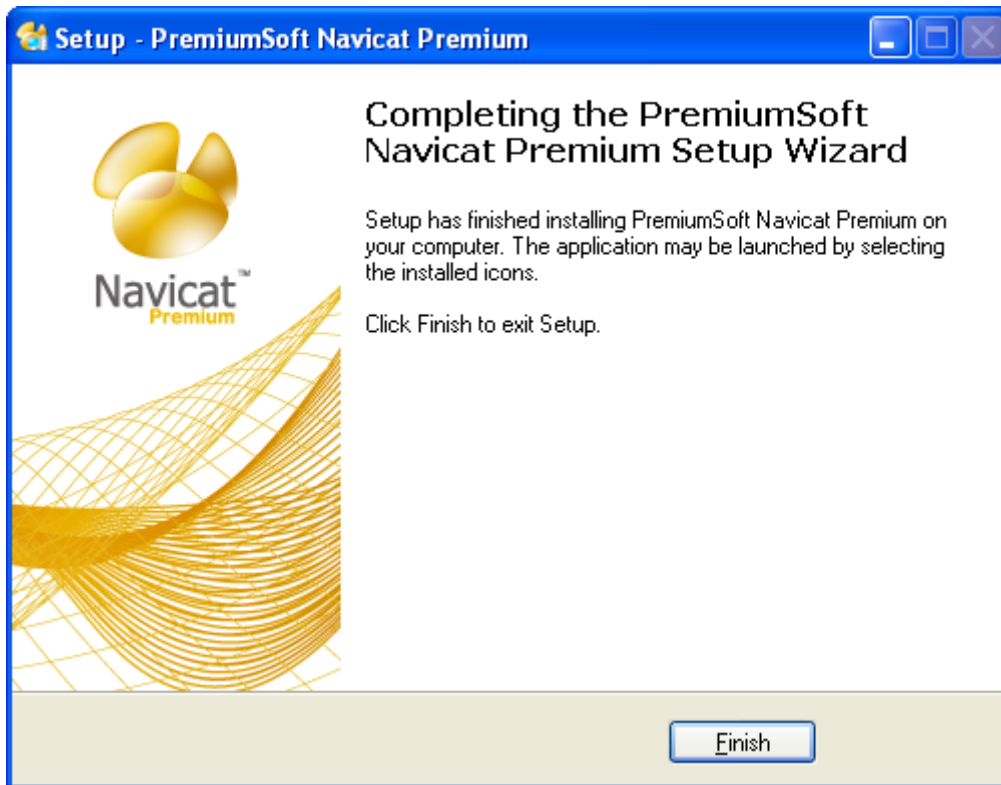 Setup - PremiumSoft Navicat Premium
Completing the PremiumSoft
Navicat Premium Setup Wizard
Setup has finished installing PremiumSoft Navicat Premium on
your computer. The application may be launched by selecting
the installed icons.
Click Finish to exit Setup.
Navicat™
Premium
Finish